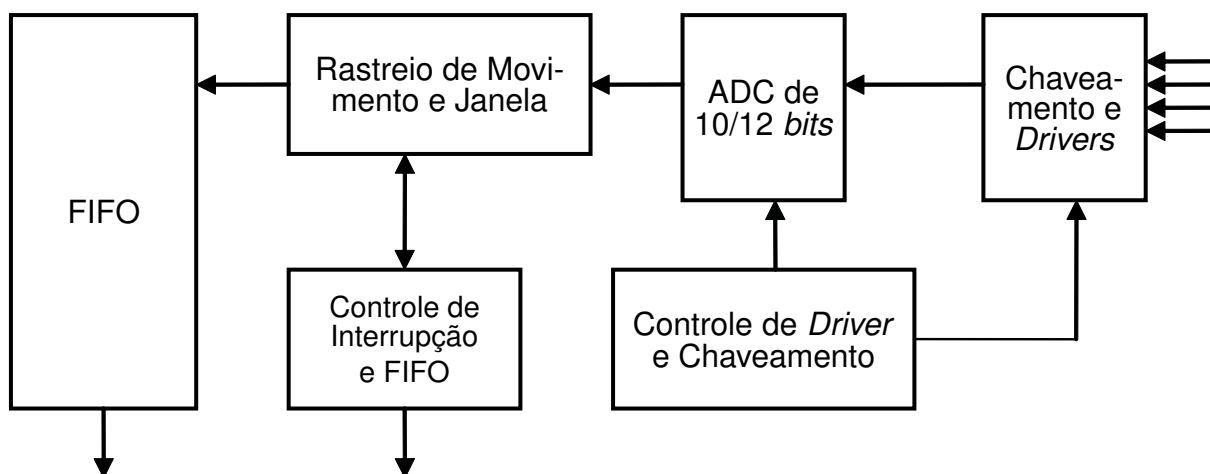 FIFO
Rastreio de Movi-
mento e Janela
ADC de
10/12 bits
Chavea-
mento e
Drivers
Controle de
Interrupção
e FIFO
Controle de Driver
e Chaveamento